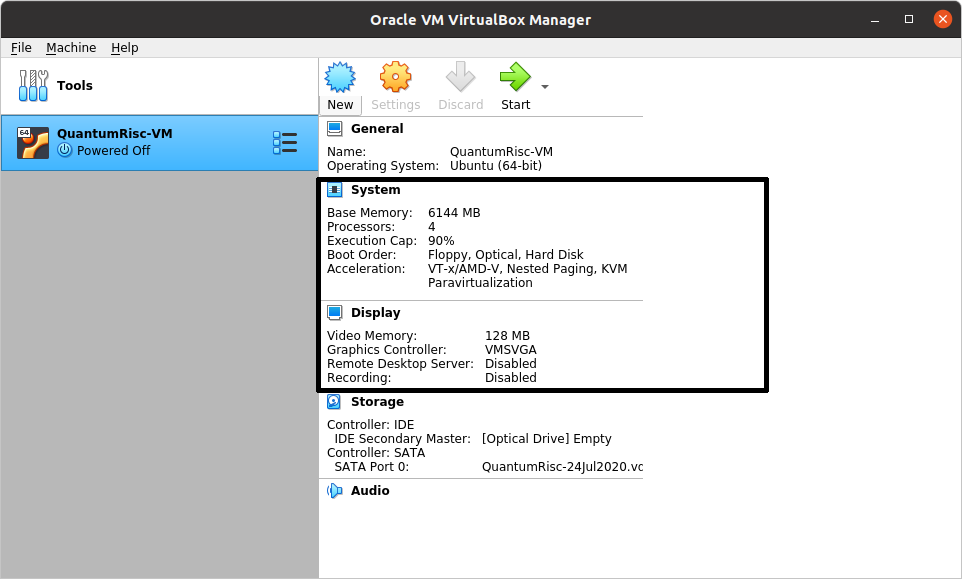 Oracle VM VirtualBox Manager
File Machine Help
Tools
64
QuantumRisc-VM
Powered Off
New Settings Discard Start
General
Name: QuantumRisc-VM
Operating System: Ubuntu (64-bit)
System
Base Memory: 6144 MB
Processors: 4
Execution Cap: 90%
Boot Order: Floppy, Optical, Hard Disk
Acceleration: VT-x/AMD-V, Nested Paging, KVM
Paravirtualization
Display
Video Memory: 128 MB
Graphics Controller: VMSVGA
Remote Desktop Server: Disabled
Recording: Disabled
Storage
Controller: IDE
IDE Secondary Master: [Optical Drive] Empty
Controller: SATA
SATA Port 0: QuantumRisc-24Jul2020.vd
Audio